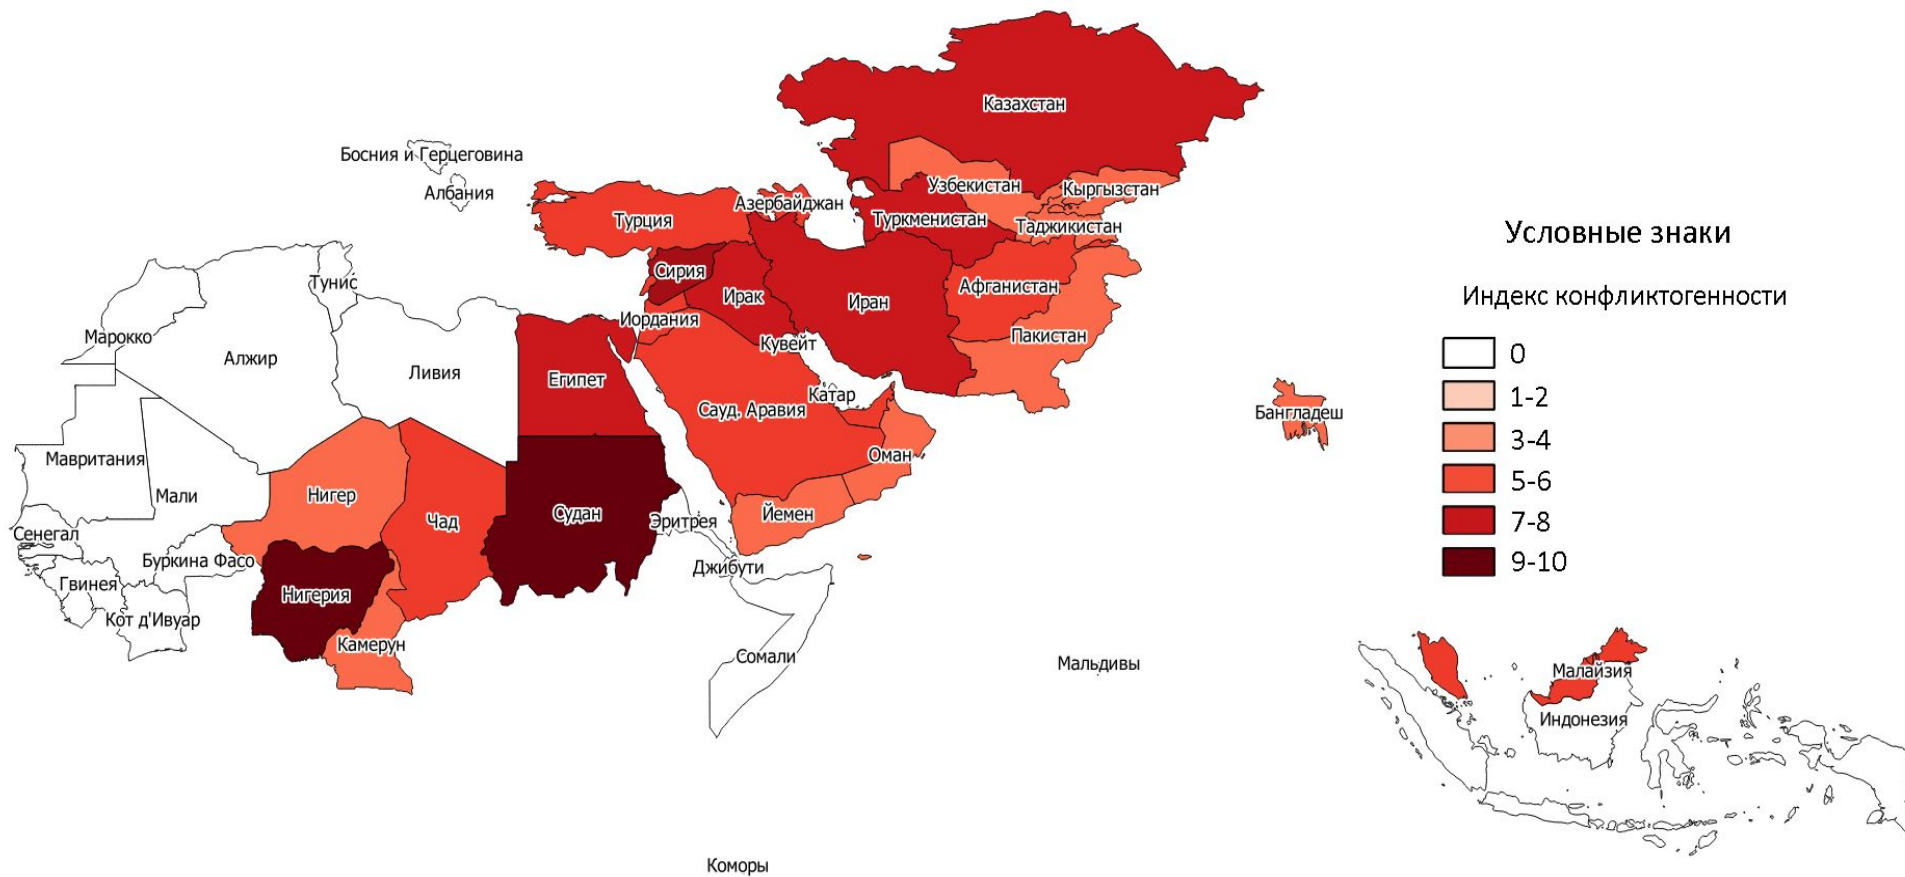 Казахстан
Босния и Герцеговина
Албания
Узбекистан
Кыргызстан
Азербайджан
Турция
Туркменистан
Таджикистан
Сирия
Тунис
Ирак
Иран
Афганистан
Иордания
Пакистан
Марокко
Кувейт
Алжир
Ливия
Египет
Катар
Сауд. Аравия
Бангладеш
Мавритания
Оман
Мали
Нигер
Чад
Судан
Эритрея
Йемен
Сенегал
Буркина Фасо
Джибути
Гвинея
Нигерия
Кот д'Ивуар
Камерун
Сомали
Мальдивы
Малайзия
Индонезия
Коморы
Условные знаки
Индекс конфликтогенности
0
1-2
3-4
5-6
7-8
9-10